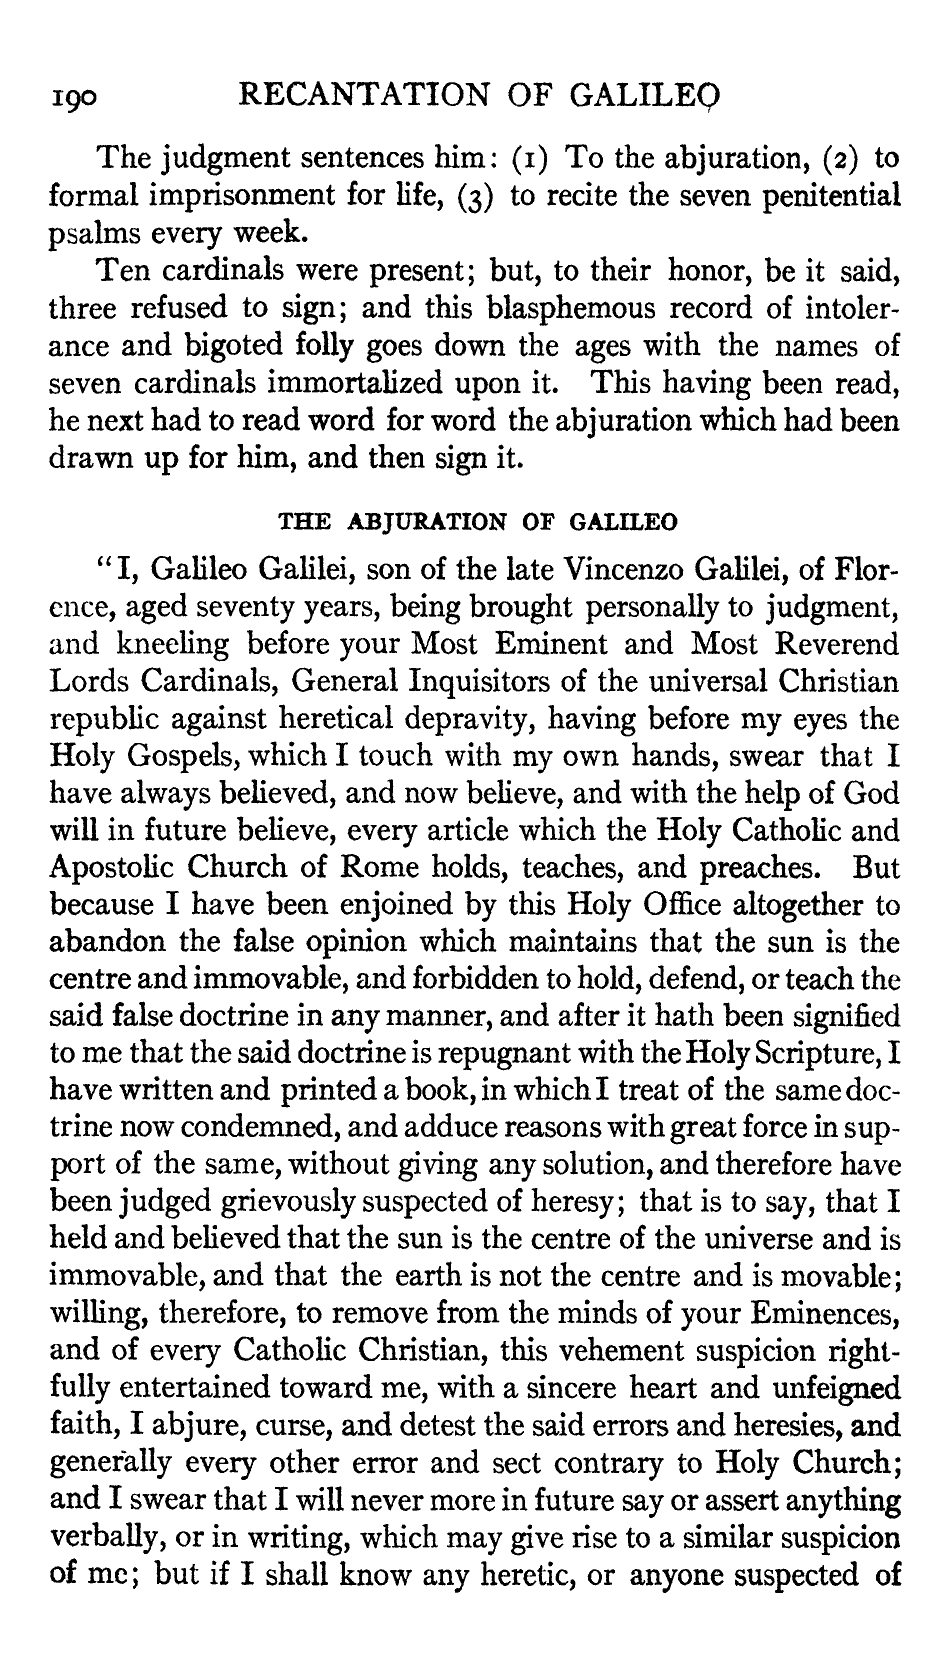 190 RECANTATION OF GALILEO
The judgment sentences him: (1) To the abjuration, (2) to
formal imprisonment for life, (3) to recite the seven penitential
psalms every week.
Ten cardinals were present; but, to their honor, be it said,
three refused to sign; and this blasphemous record of intoler-
ance and bigoted folly goes down the ages with the names of
seven cardinals immortalized upon it. This having been read,
he next had to read word for word the abjuration which had been
drawn up for him, and then sign it.
THE ABJURATION OF GALILEO
“I, Galileo Galilei, son of the late Vincenzo Galilei, of Flor-
ence, aged seventy years, being brought personally to judgment,
and kneeling before your Most Eminent and Most Reverend
Lords Cardinals, General Inquisitors of the universal Christian
republic against heretical depravity, having before my eyes the
Holy Gospels, which I touch with my own hands, swear that I
have always believed, and now believe, and with the help of God
will in future believe, every article which the Holy Catholic and
Apostolic Church of Rome holds, teaches, and preaches. But
because I have been enjoined by this Holy Office altogether to
abandon the false opinion which maintains that the sun is the
centre and immovable, and forbidden to hold, defend, or teach the
said false doctrine in any manner, and after it hath been signified
to me that the said doctrine is repugnant with the Holy Scripture, I
have written and printed a book, in which I treat of the same doc-
trine now condemned, and adduce reasons with great force in sup-
port of the same, without giving any solution, and therefore have
been judged grievously suspected of heresy; that is to say, that I
held and believed that the sun is the centre of the universe and is
immovable, and that the earth is not the centre and is movable;
willing, therefore, to remove from the minds of your Eminences,
and of every Catholic Christian, this vehement suspicion right-
fully entertained toward me, with a sincere heart and unfeigned
faith, I abjure, curse, and detest the said errors and heresies, and
generally every other error and sect contrary to Holy Church;
and I swear that I will never more in future say or assert anything
verbally, or in writing, which may give rise to a similar suspicion
of me; but if I shall know any heretic, or anyone suspected of